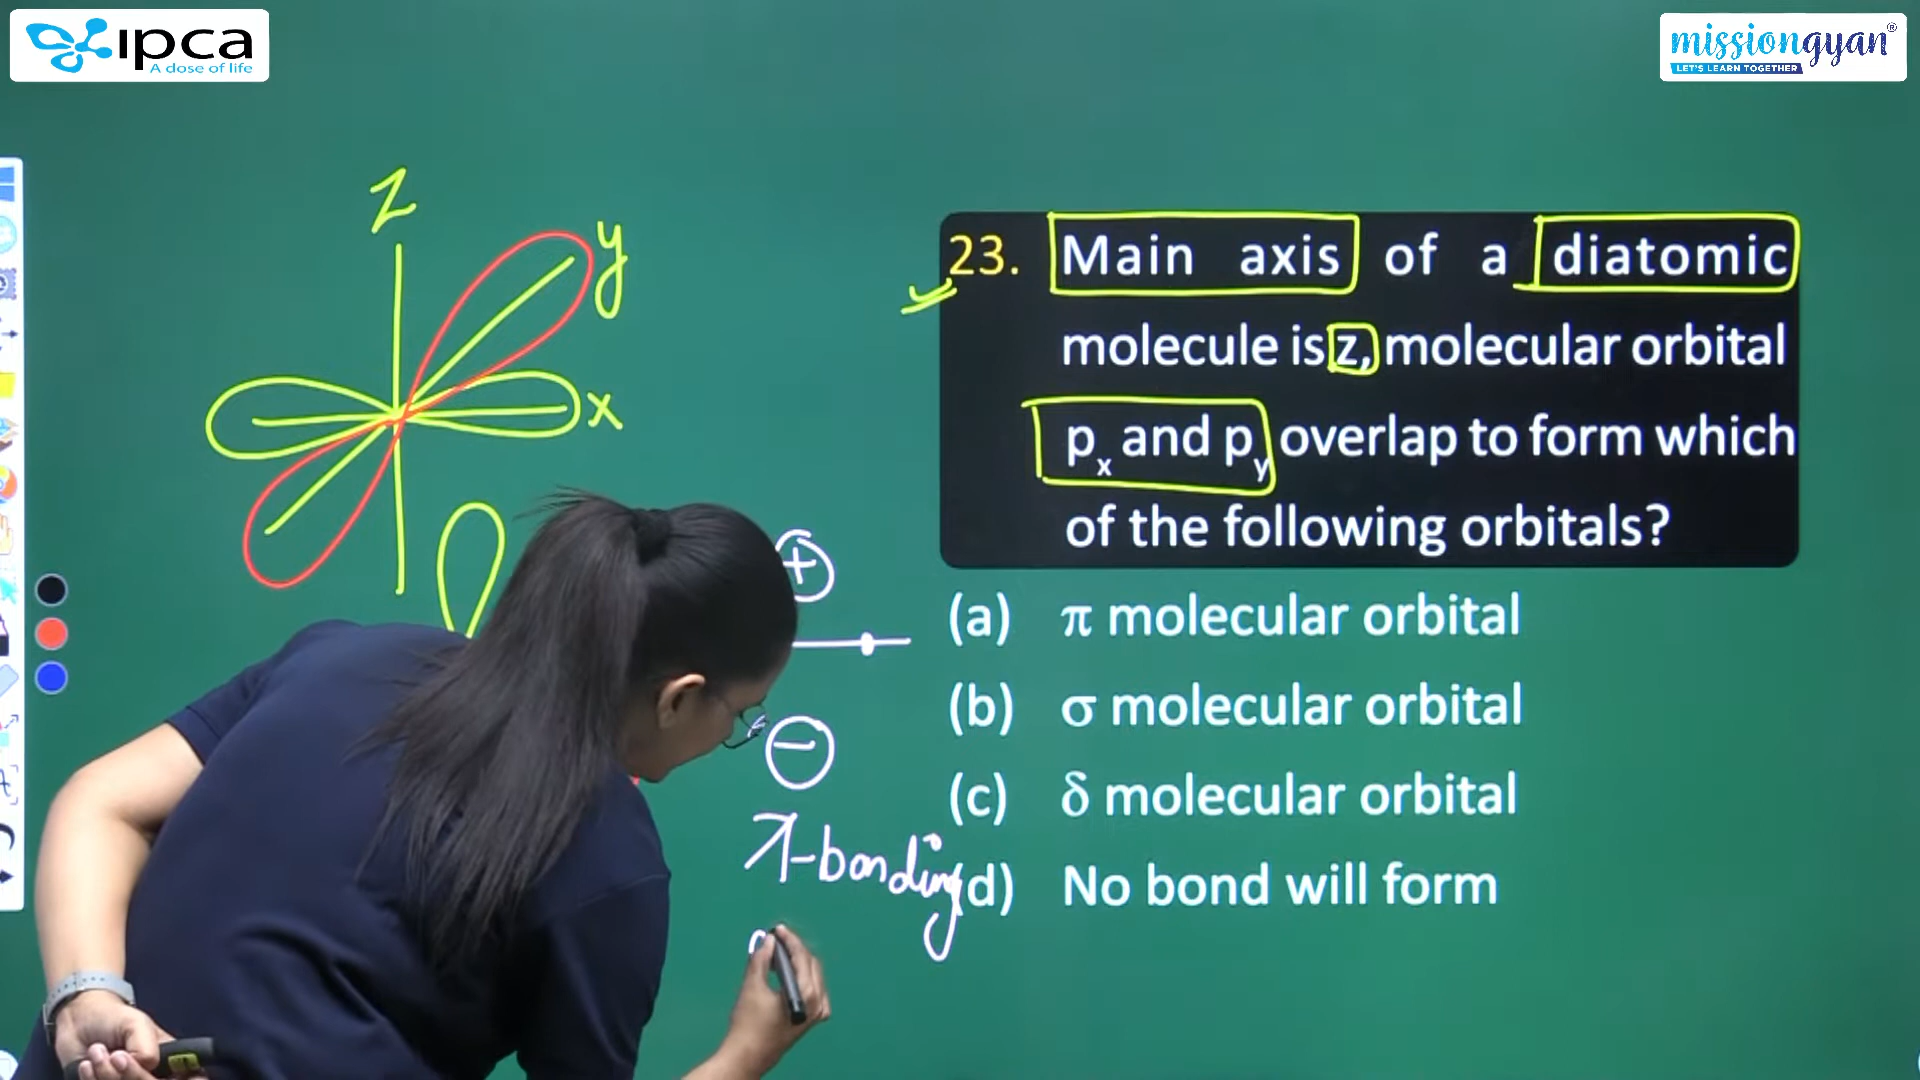 ipca
A dose of life
missiongyan®
LET'S LEARN TOGETHER
z
y
x
23. Main axis of a diatomic
molecule is z, molecular orbital
px and py overlap to form which
of the following orbitals?
(a) π molecular orbital
(b) σ molecular orbital
(c) δ molecular orbital
(d) No bond will form
+
−
π-bonding